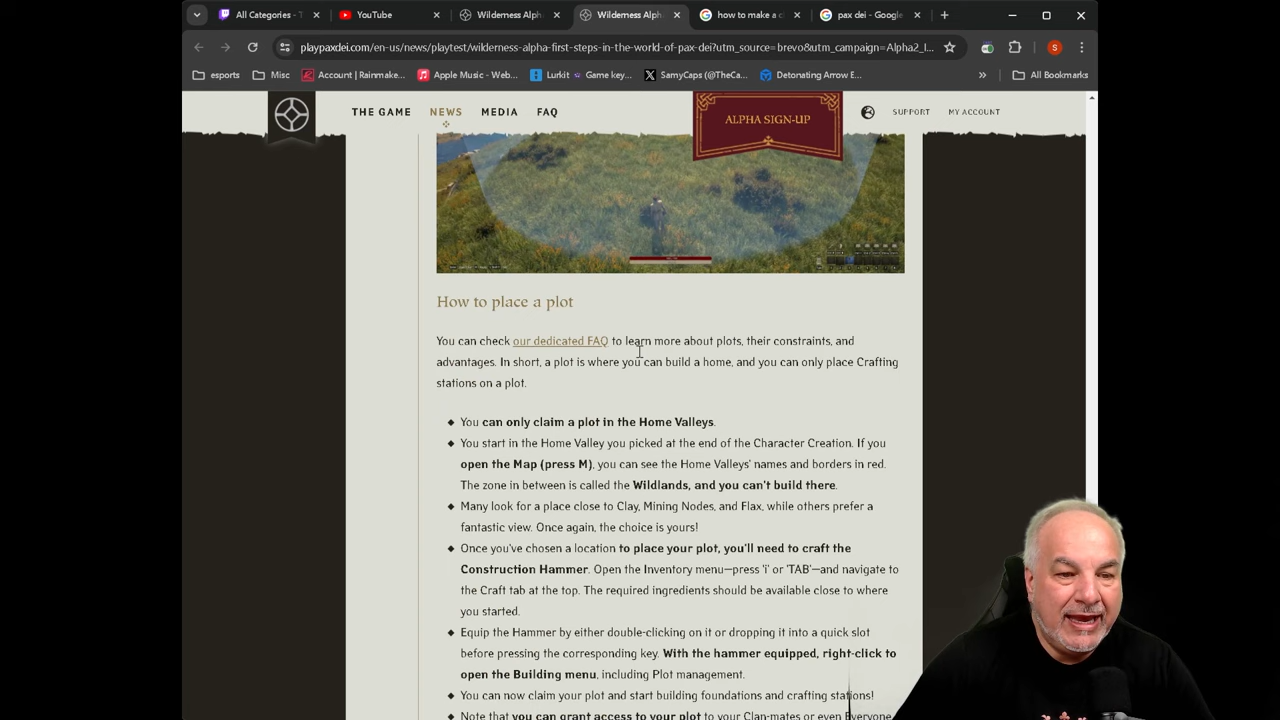 All Categories - T
YouTube
Wilderness Alph
Wilderness Alph
how to make a c
pax dei - Google
playpaxdei.com/en-us/news/playtest/wilderness-alpha-first-steps-in-the-world-of-pax-dei?utm_source=brevo&utm_campaign=Alpha2_I...
S
esports
Misc
Account | Rainmake...
Apple Music - Web...
Lurkit
Game key...
SamyCaps (@TheCa...
Detonating Arrow E...
»
All Bookmarks
THE GAME
NEWS
MEDIA
FAQ
ALPHA SIGN-UP
SUPPORT
MY ACCOUNT
How to place a plot
You can check our dedicated FAQ to learn more about plots, their constraints, and
advantages. In short, a plot is where you can build a home, and you can only place Crafting
stations on a plot.
You can only claim a plot in the Home Valleys.
You start in the Home Valley you picked at the end of the Character Creation. If you
open the Map (press M), you can see the Home Valleys' names and borders in red.
The zone in between is called the Wildlands, and you can't build there.
Many look for a place close to Clay, Mining Nodes, and Flax, while others prefer a
fantastic view. Once again, the choice is yours!
Once you've chosen a location to place your plot, you'll need to craft the
Construction Hammer. Open the Inventory menu—press 'i' or 'TAB'—and navigate to
the Craft tab at the top. The required ingredients should be available close to where
you started.
Equip the Hammer by either double-clicking on it or dropping it into a quick slot
before pressing the corresponding key. With the hammer equipped, right-click to
open the Building menu, including Plot management.
You can now claim your plot and start building foundations and crafting stations!
Note that you can grant access to your plot to your Clan-mates or even Everyone